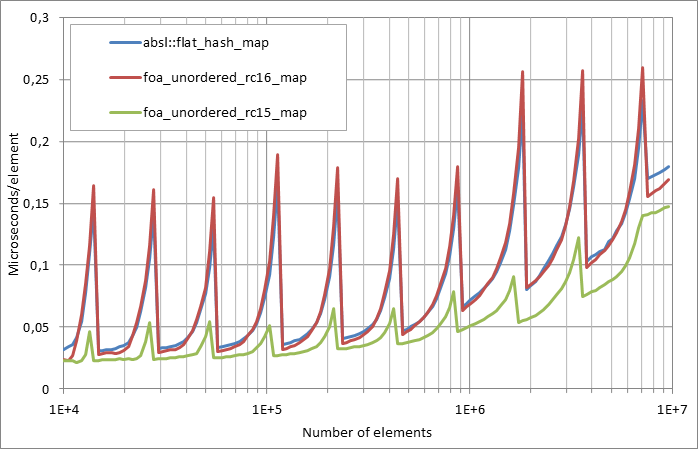 0,3
absl::flat_hash_map
0,25
foa_unordered_rc16_map
foa_unordered_rc15_map
0,2
0,15
0,1
0,05
0
Microseconds/element
1E+4 1E+5 1E+6 1E+7
Number of elements